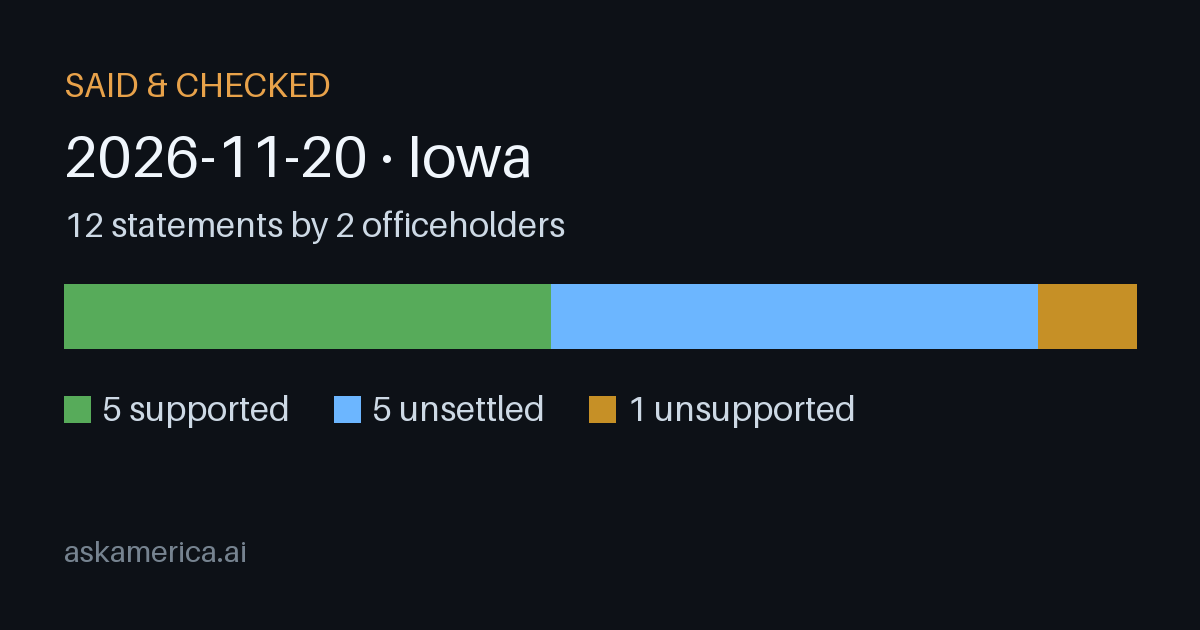 SAID & CHECKED
2026-11-20 · Iowa
12 statements by 2 officeholders
5 supported 5 unsettled 1 unsupported
askamerica.ai